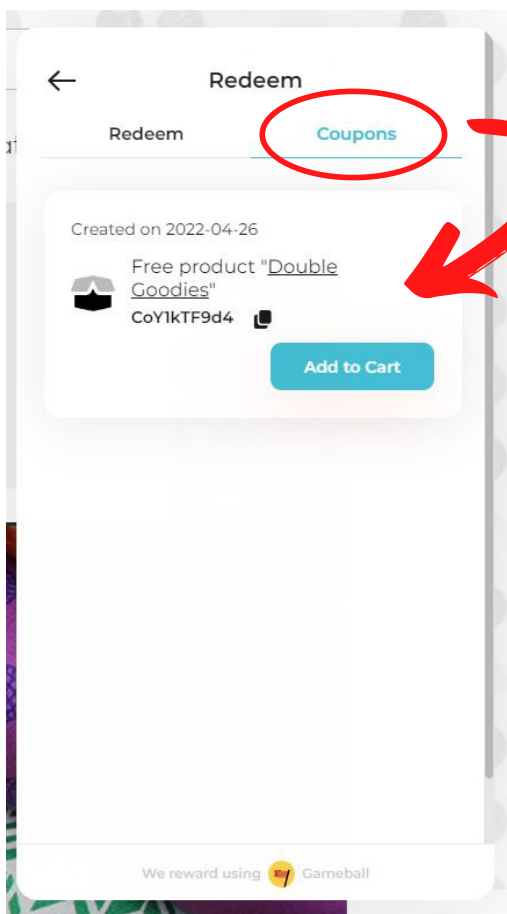 Redeem
Redeem Coupons
Created on 2022-04-26
Free product "Double
Goodies"
CoY1kTF9d4
Add to Cart
We reward using Gameball